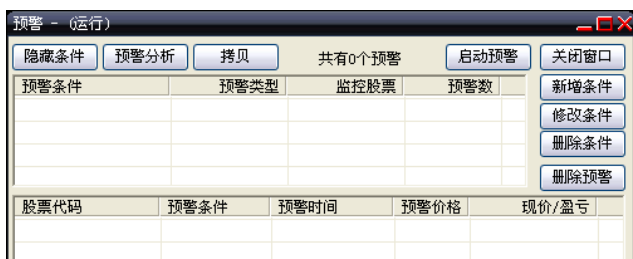 预警 - (运行)
隐藏条件 预警分析 拷贝 共有0个预警 启动预警 关闭窗口
预警条件 预警类型 监控股票 预警数 新增条件
修改条件
删除条件
删除预警
股票代码 预警条件 预警时间 预警价格 现价/盈亏